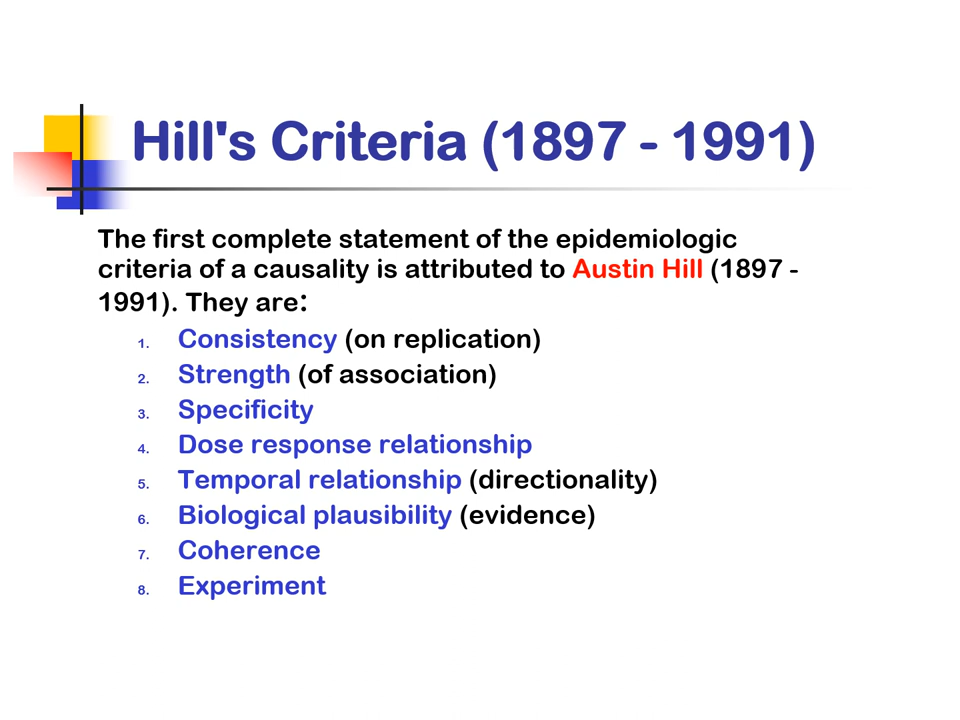 Hill's Criteria (1897 - 1991)
The first complete statement of the epidemiologic
criteria of a causality is attributed to Austin Hill (1897 -
1991). They are:
1. Consistency (on replication)
2. Strength (of association)
3. Specificity
4. Dose response relationship
5. Temporal relationship (directionality)
6. Biological plausibility (evidence)
7. Coherence
8. Experiment